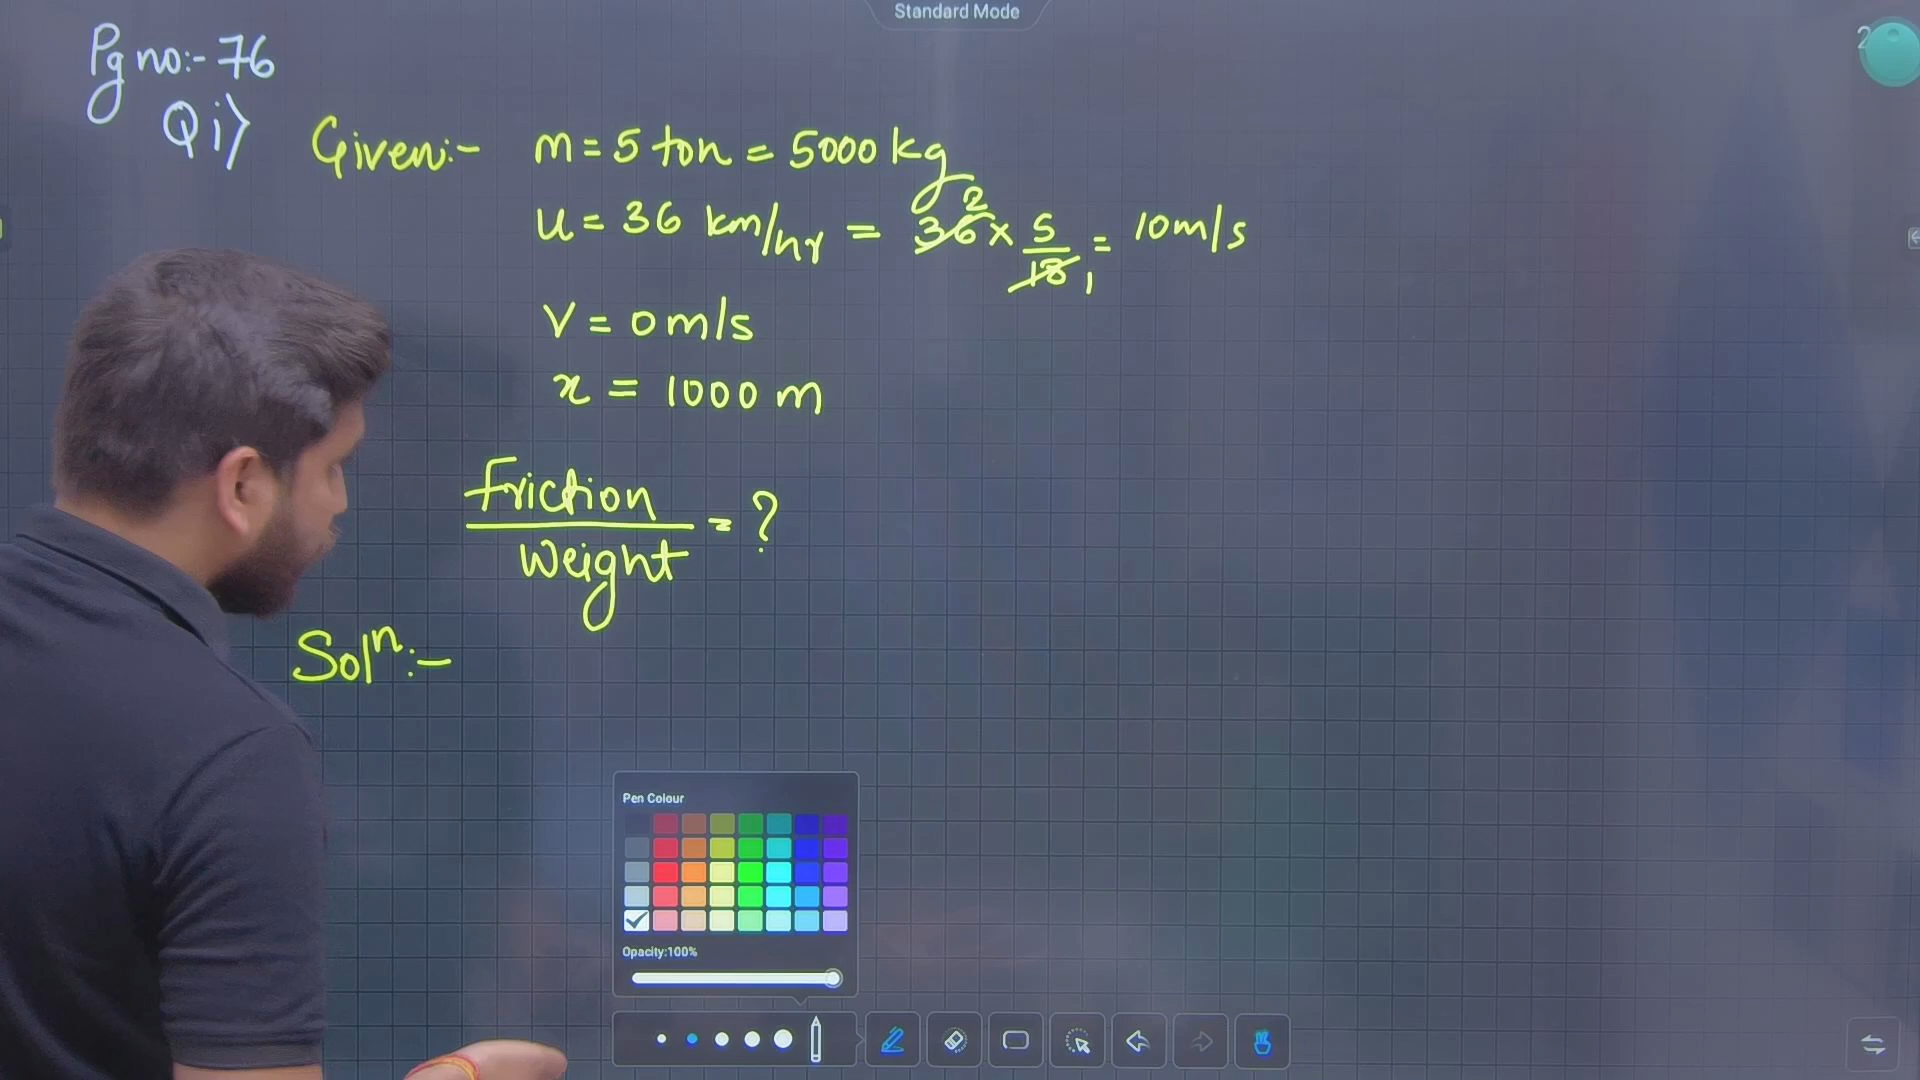 Standard Mode
2
Pg no:- 76
Q i)
Given:- m = 5 ton = 5000 kg
u = 36 km/hr = 36 2 × 5/18 1 = 10 m/s
v = 0 m/s
x = 1000 m
Friction
Weight = ?
Solⁿ:-
Pen Colour
Opacity:100%